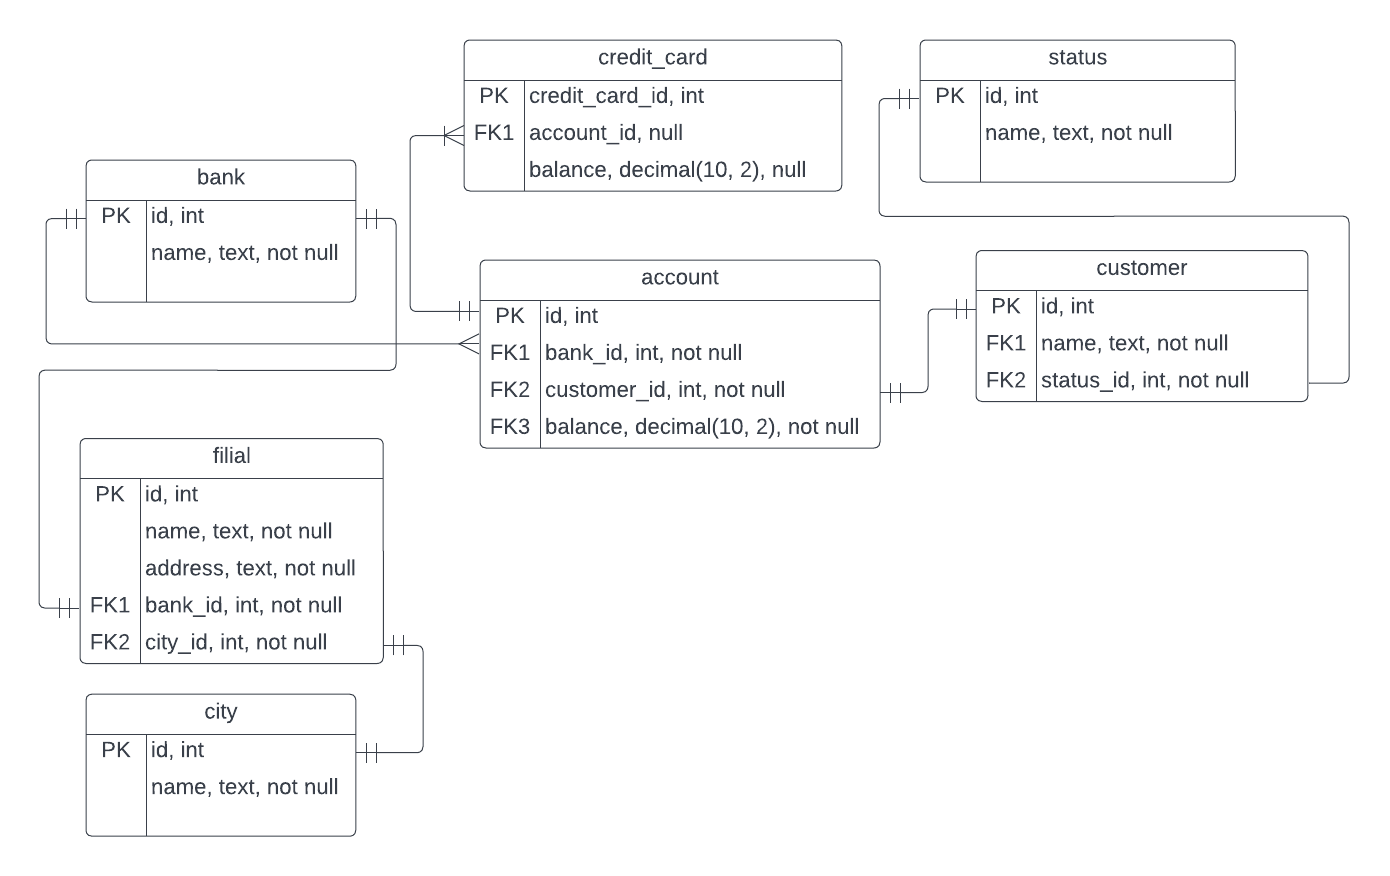 credit_card
PK credit_card_id, int
FK1 account_id, null
balance, decimal(10, 2), null
status
PK id, int
name, text, not null
bank
PK id, int
name, text, not null
account
PK id, int
FK1 bank_id, int, not null
FK2 customer_id, int, not null
FK3 balance, decimal(10, 2), not null
customer
PK id, int
FK1 name, text, not null
FK2 status_id, int, not null
filial
PK id, int
name, text, not null
address, text, not null
FK1 bank_id, int, not null
FK2 city_id, int, not null
city
PK id, int
name, text, not null